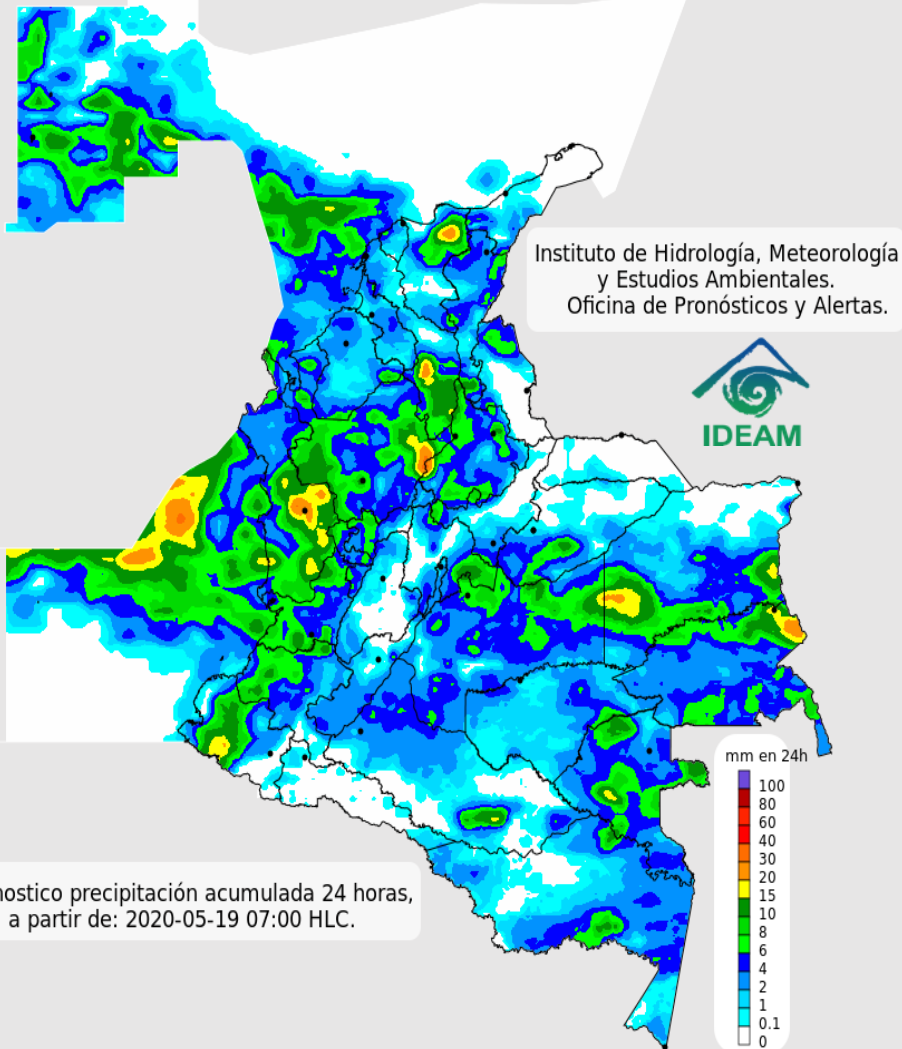 Instituto de Hidrología, Meteorología
y Estudios Ambientales.
Oficina de Pronósticos y Alertas.
IDEAM
mm en 24h
100
80
60
40
30
20
15
10
8
6
4
2
1
0.1
0
nostico precipitación acumulada 24 horas,
a partir de: 2020-05-19 07:00 HLC.